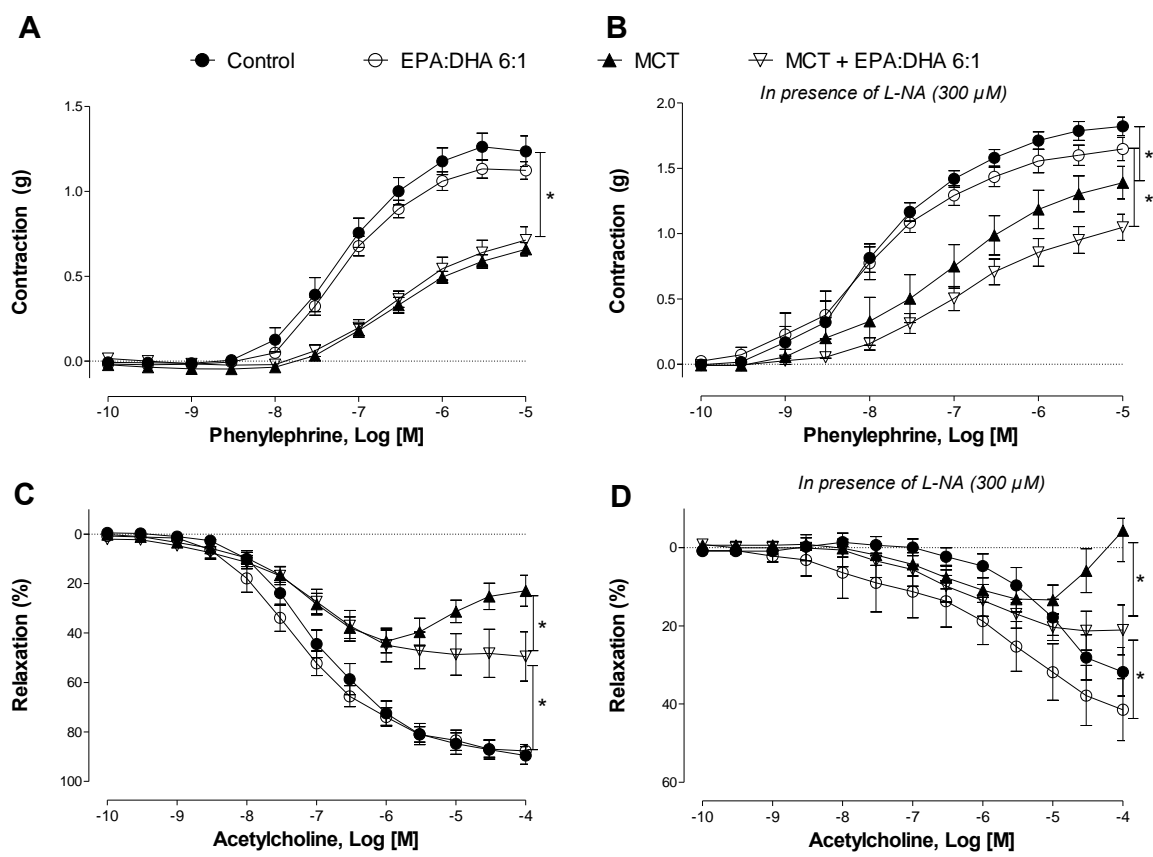 A
B
Control EPA:DHA 6:1 MCT MCT + EPA:DHA 6:1
In presence of L-NA (300 µM)
1.5
1.0
0.5
0.0
Contraction (g)
*
-10 -9 -8 -7 -6 -5
Phenylephrine, Log [M]
2.0
1.5
1.0
0.5
0.0
Contraction (g)
*
*
-10 -9 -8 -7 -6 -5
Phenylephrine, Log [M]
C
0
20
40
60
80
100
Relaxation (%)
*
*
-10 -9 -8 -7 -6 -5 -4
Acetylcholine, Log [M]
D
In presence of L-NA (300 µM)
0
20
40
60
Relaxation (%)
*
*
-10 -9 -8 -7 -6 -5 -4
Acetylcholine, Log [M]